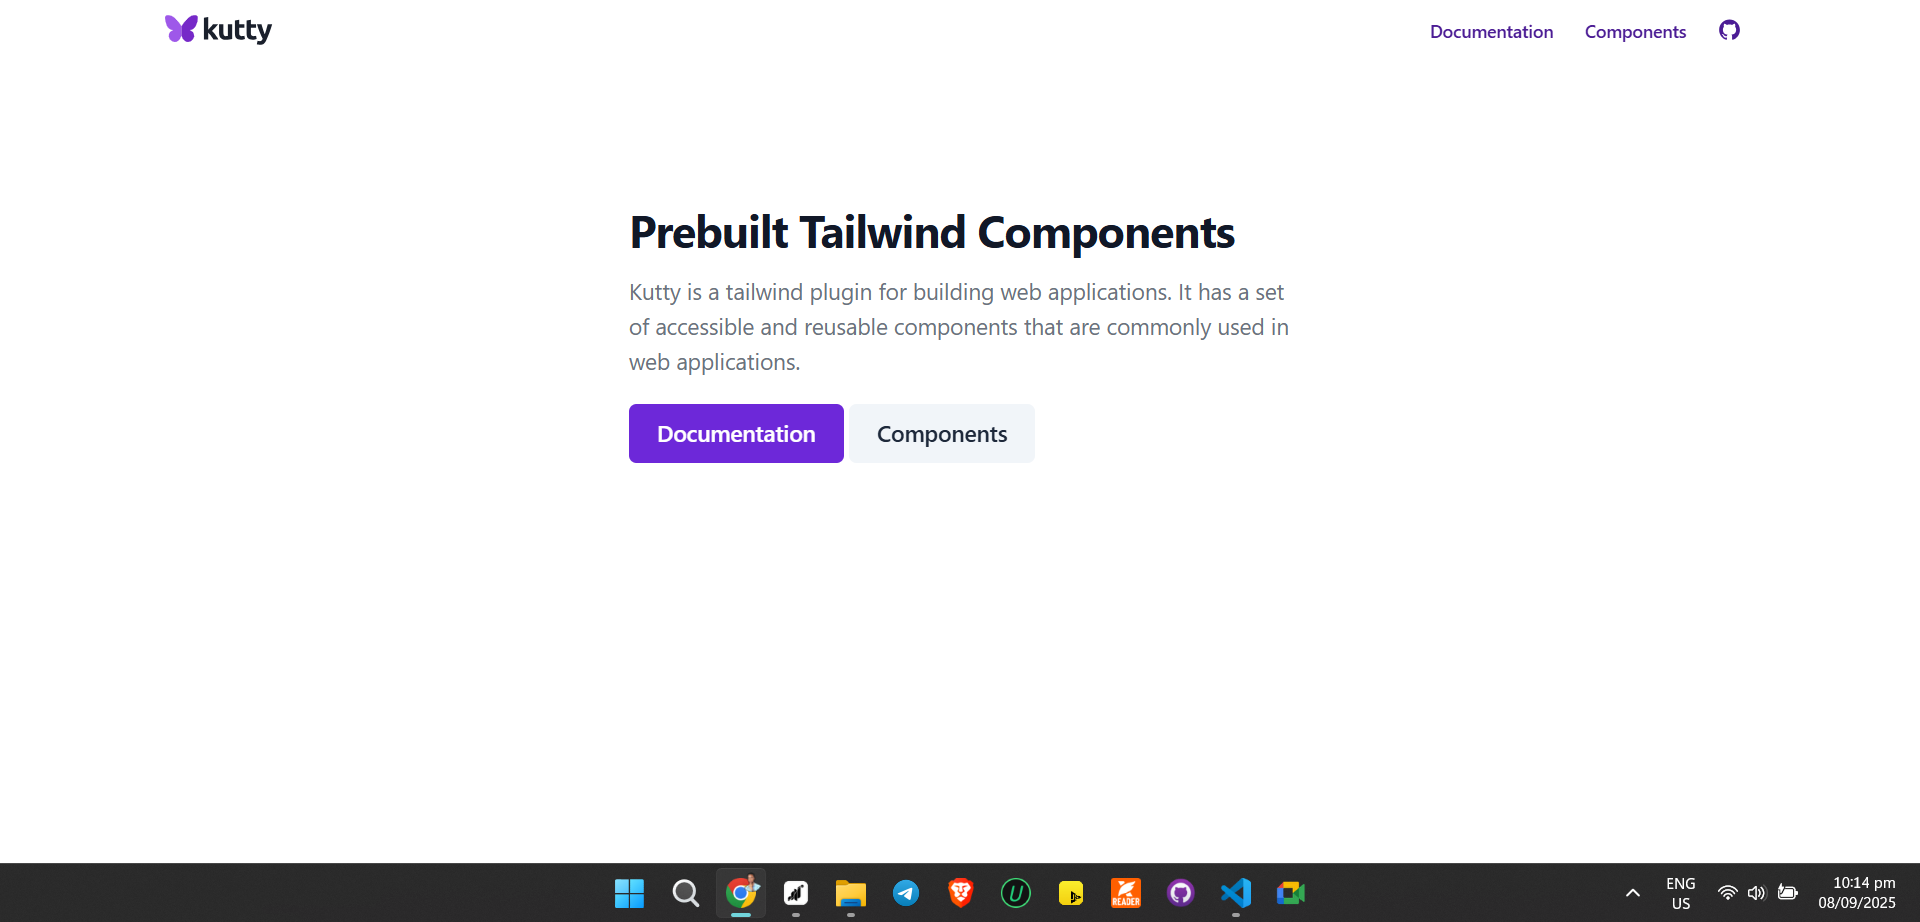 kutty
Documentation
Components
Prebuilt Tailwind Components
Kutty is a tailwind plugin for building web applications. It has a set
of accessible and reusable components that are commonly used in
web applications.
Documentation
Components
READER
ENG
US
10:14 pm
08/09/2025